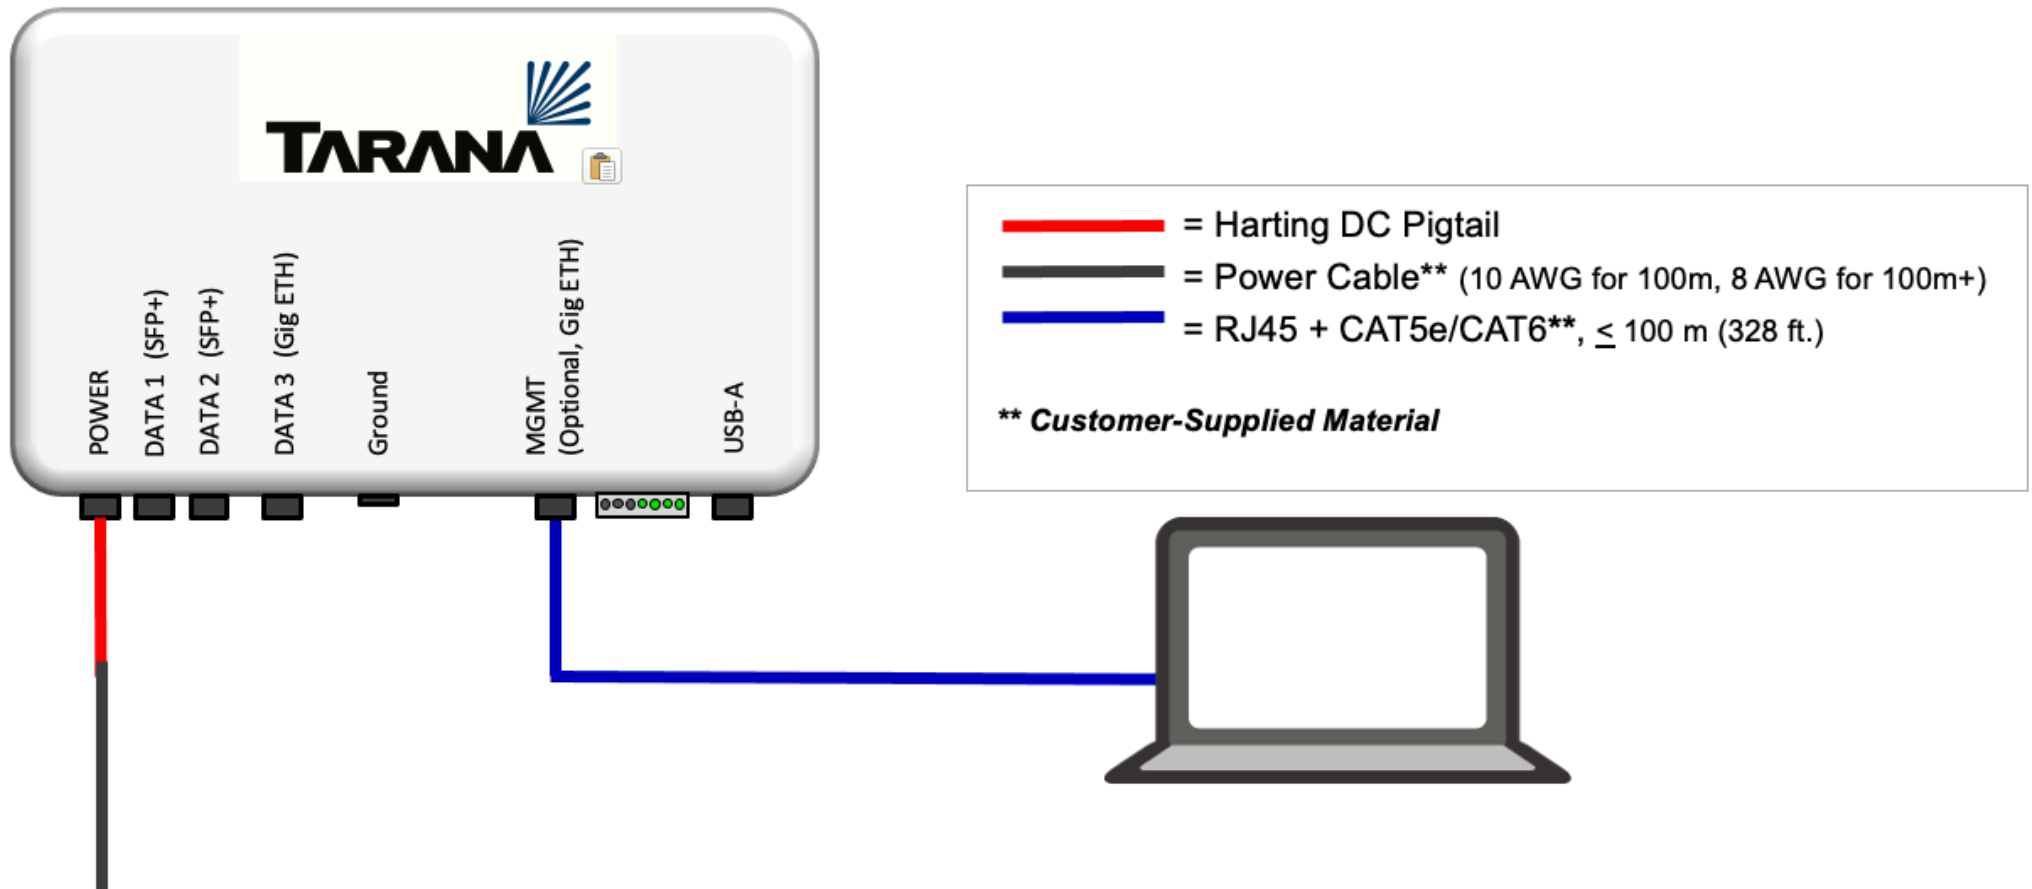 TARANA
POWER
DATA 1 (SFP+)
DATA 2 (SFP+)
DATA 3 (Gig ETH)
Ground
MGMT
(Optional, Gig ETH)
USB-A
= Harting DC Pigtail
= Power Cable** (10 AWG for 100m, 8 AWG for 100m+)
= RJ45 + CAT5e/CAT6**, ≤ 100 m (328 ft.)
** Customer-Supplied Material